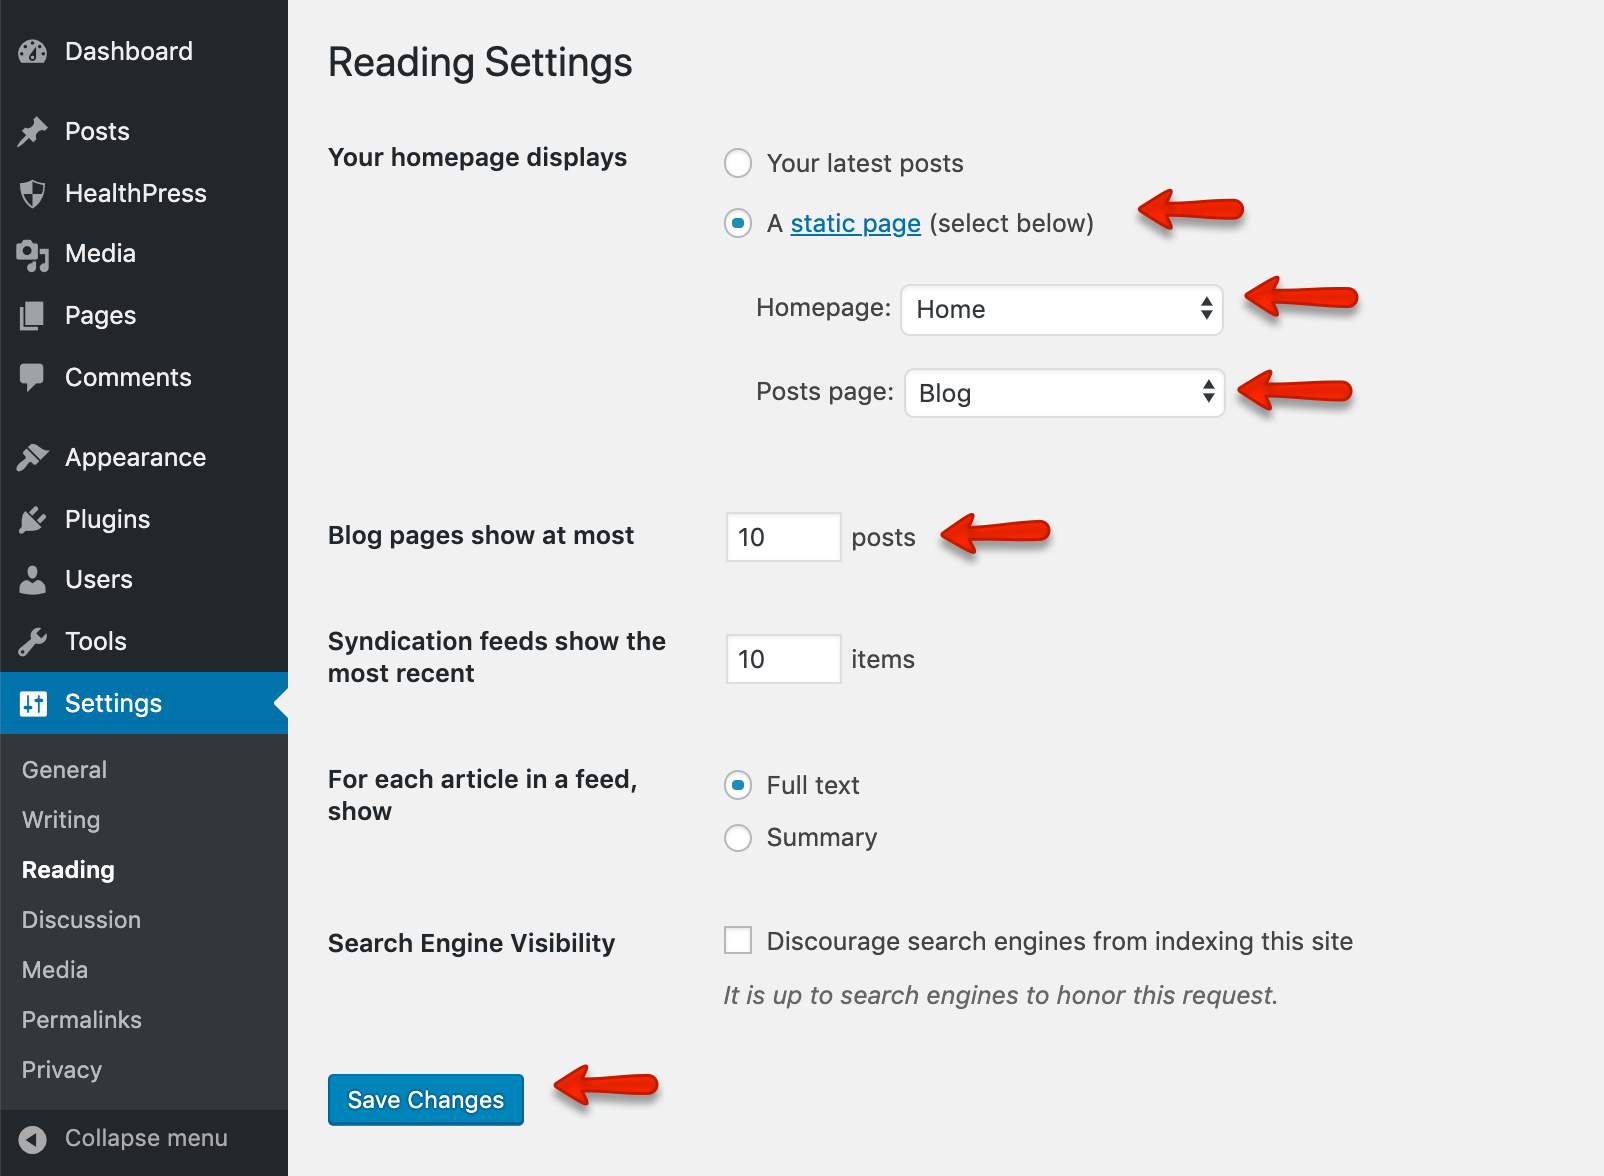 Dashboard
Posts
HealthPress
Media
Pages
Comments
Appearance
Plugins
Users
Tools
Settings
General
Writing
Reading
Discussion
Media
Permalinks
Privacy
Collapse menu
Reading Settings
Your homepage displays
Your latest posts
A static page (select below)
Homepage: Home
Posts page: Blog
Blog pages show at most
10 posts
Syndication feeds show the
most recent
10 items
For each article in a feed,
show
Full text
Summary
Search Engine Visibility
Discourage search engines from indexing this site
It is up to search engines to honor this request.
Save Changes